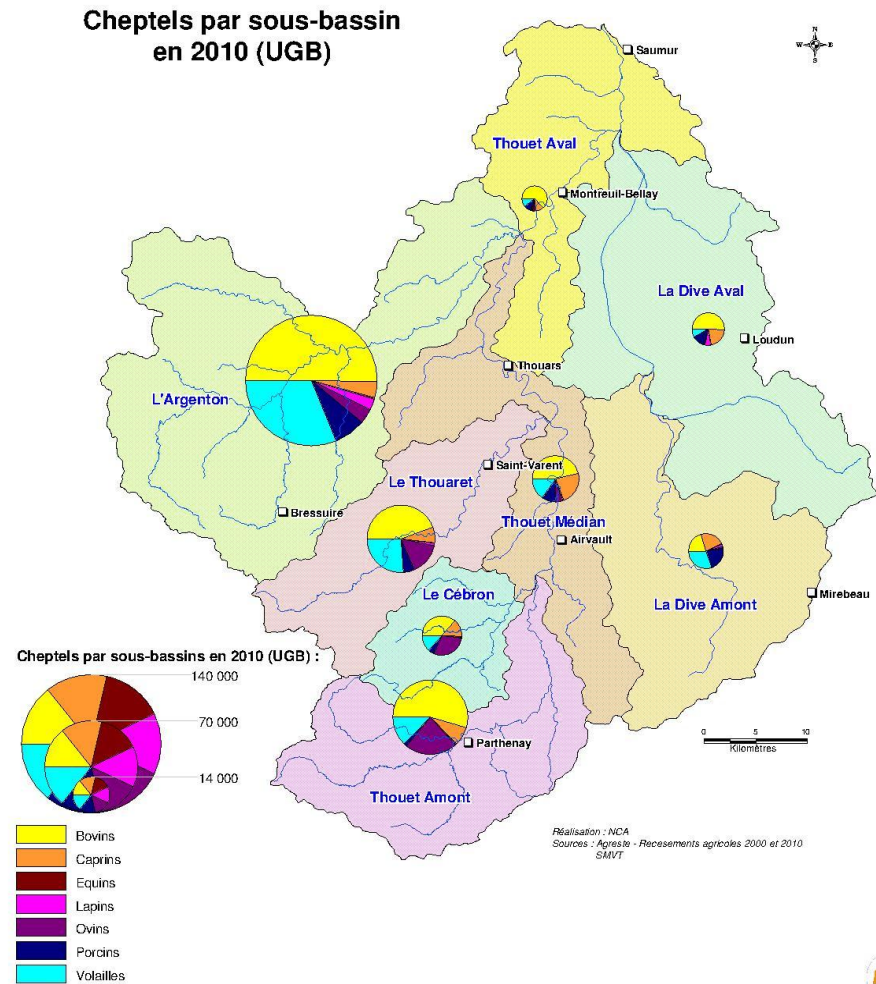 Cheptels par sous-bassin
en 2010 (UGB)
N
W E
S
Saumur
Thouet Aval
Montreuil-Bellay
La Dive Aval
Loudun
Thouars
L'Argenton
Saint-Varent
Le Thouaret
Bressuire
Thouet Médian
Airvault
Le Cébron
La Dive Amont
Mirebeau
Cheptels par sous-bassins en 2010 (UGB) :
140 000
70 000
14 000
Parthenay
0 5 10
Kilomètres
Thouet Amont
Bovins
Caprins
Equins
Lapins
Ovins
Porcins
Volailles
Réalisation : NCA
Sources : Agreste - Recesements agricoles 2000 et 2010
SMVT